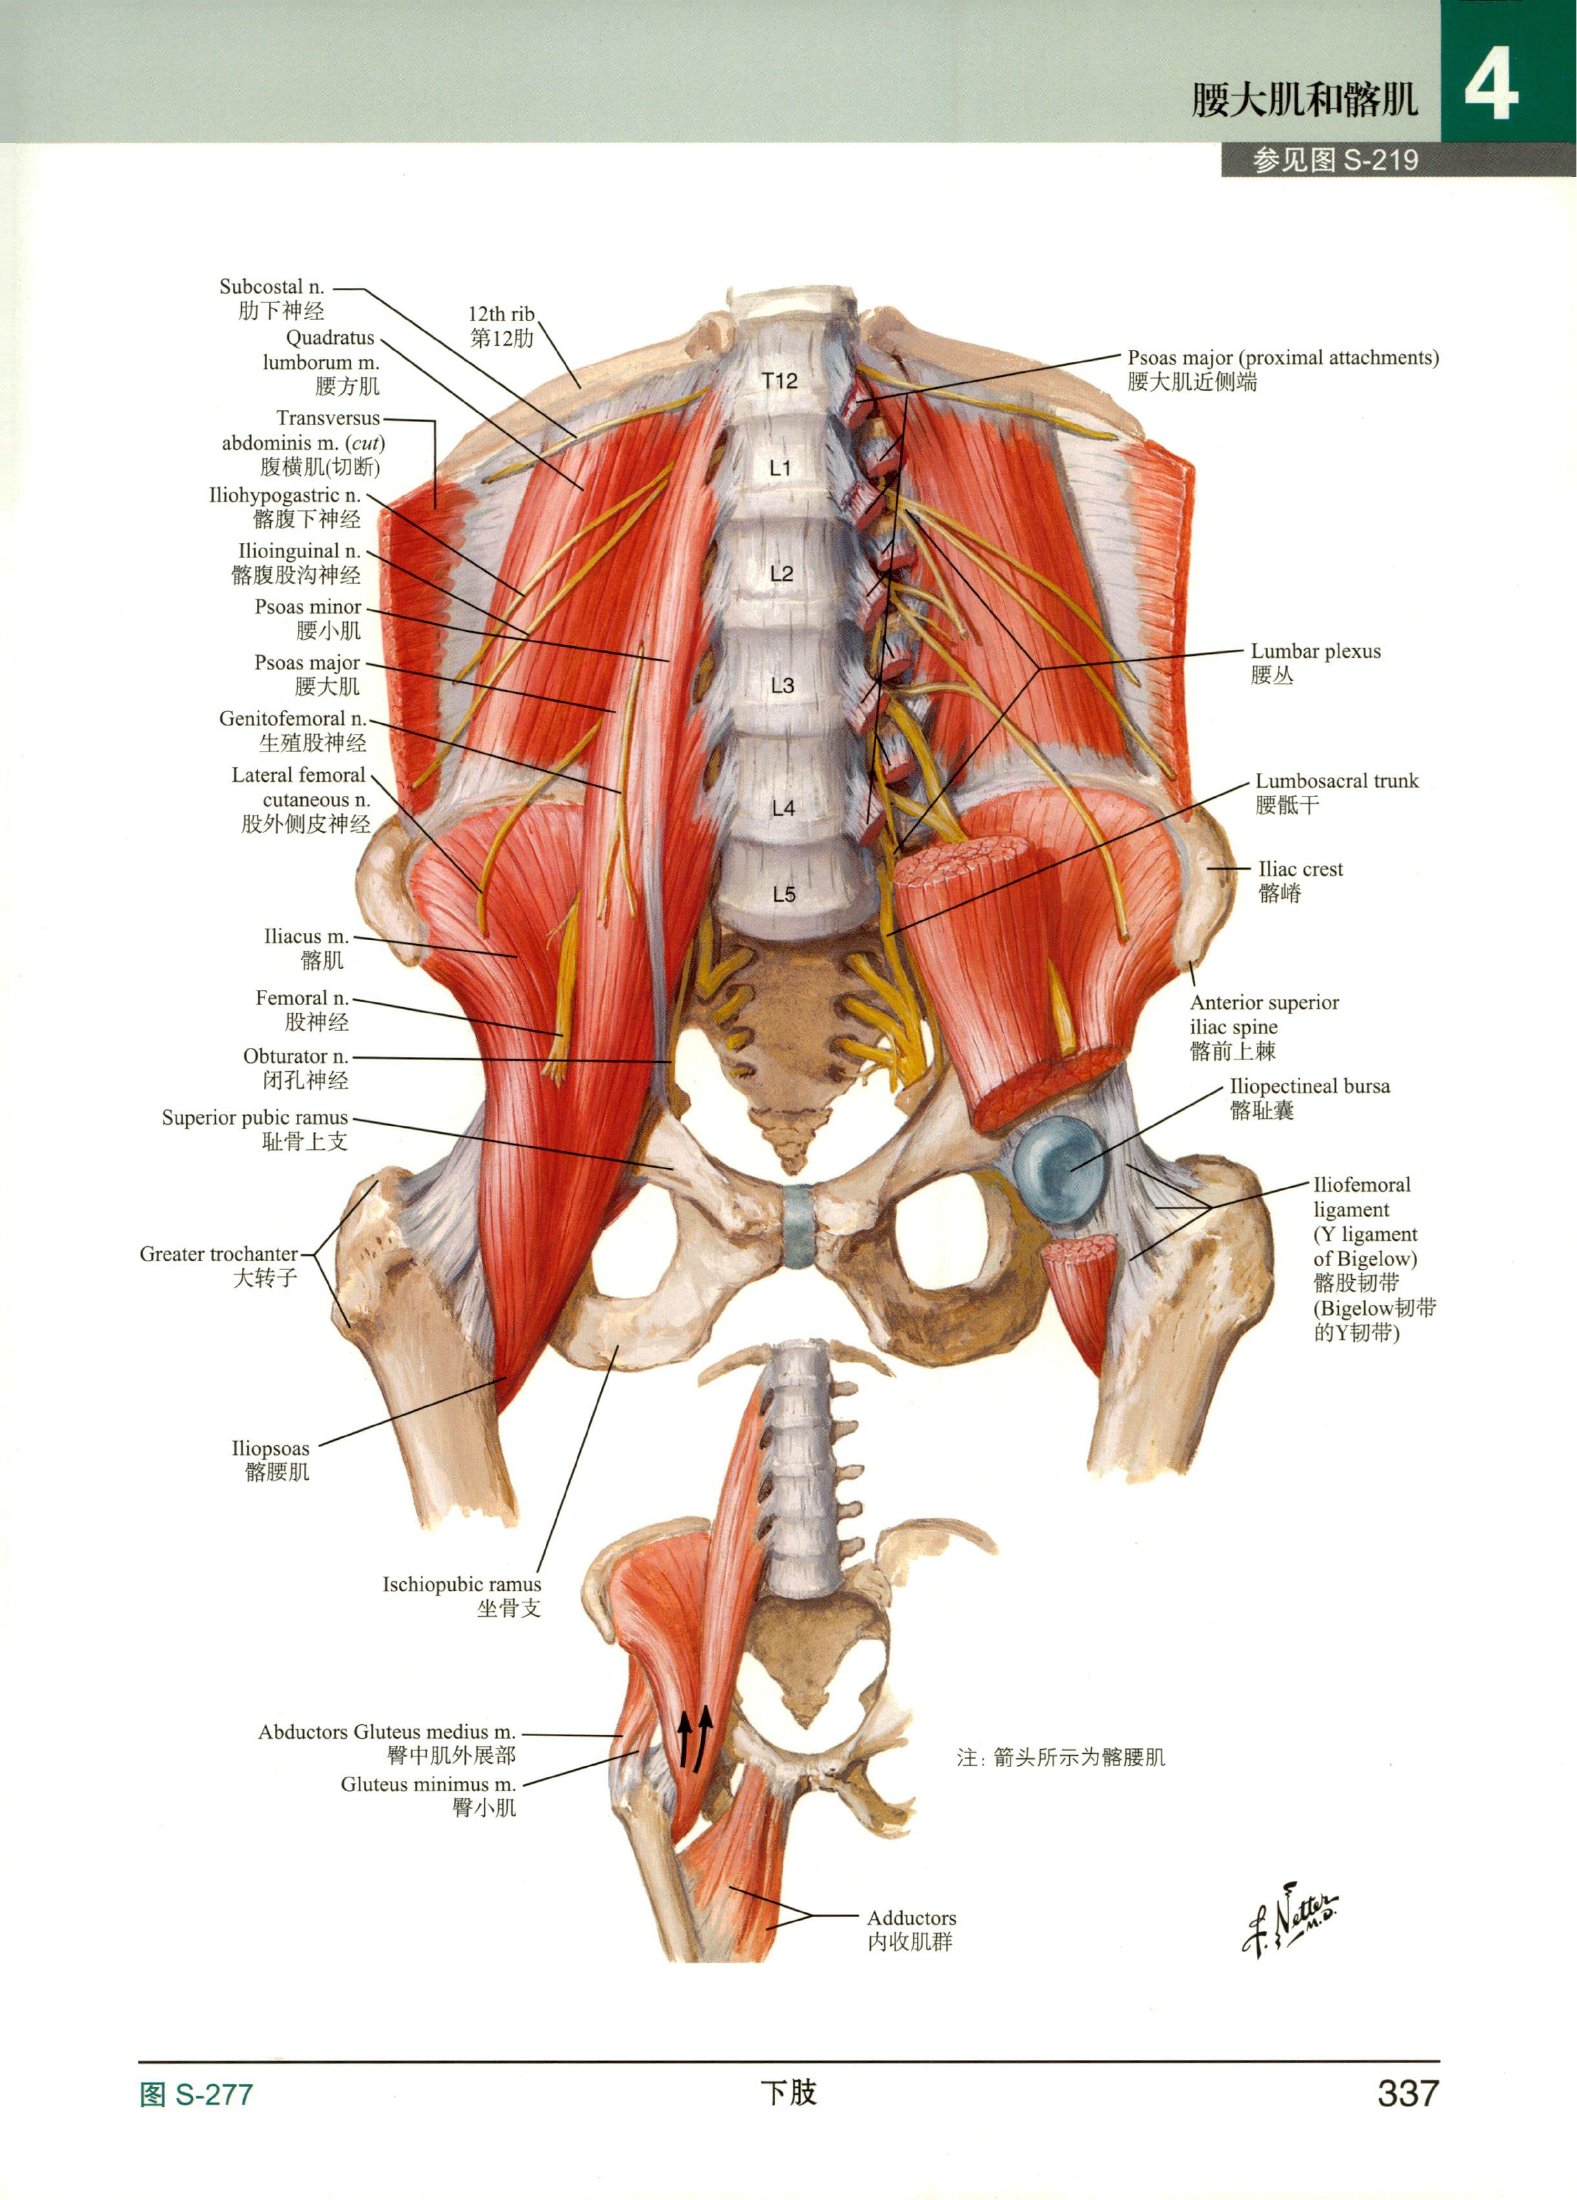 腰大肌和髂肌
4
参见图 S-219
Subcostal n.
肋下神经
Quadratus
lumborum m.
腰方肌
Transversus
abdominis m. (cut)
腹横肌(切断)
Iliohypogastric n.
髂腹下神经
Ilioinguinal n.
髂腹股沟神经
Psoas minor
腰小肌
Psoas major
腰大肌
Genitofemoral n.
生殖股神经
Lateral femoral
cutaneous n.
股外侧皮神经
Iliacus m.
髂肌
Femoral n.
股神经
Obturator n.
闭孔神经
Superior pubic ramus
耻骨上支
Greater trochanter
大转子
Iliopsoas
髂腰肌
Ischiopubic ramus
坐骨支
Abductors Gluteus medius m.
臀中肌外展部
Gluteus minimus m.
臀小肌
12th rib
第12肋
T12
L1
L2
L3
L4
L5
Psoas major (proximal attachments)
腰大肌近侧端
Lumbar plexus
腰丛
Lumbosacral trunk
腰骶干
Iliac crest
髂嵴
Anterior superior
iliac spine
髂前上棘
Iliopectineal bursa
髂耻囊
Iliofemoral
ligament
(Y ligament
of Bigelow)
髂股韧带
(Bigelow韧带
的Y韧带)
注: 箭头所示为髂腰肌
Adductors
内收肌群
F. Netter
M.D.
图 S-277
下肢
337